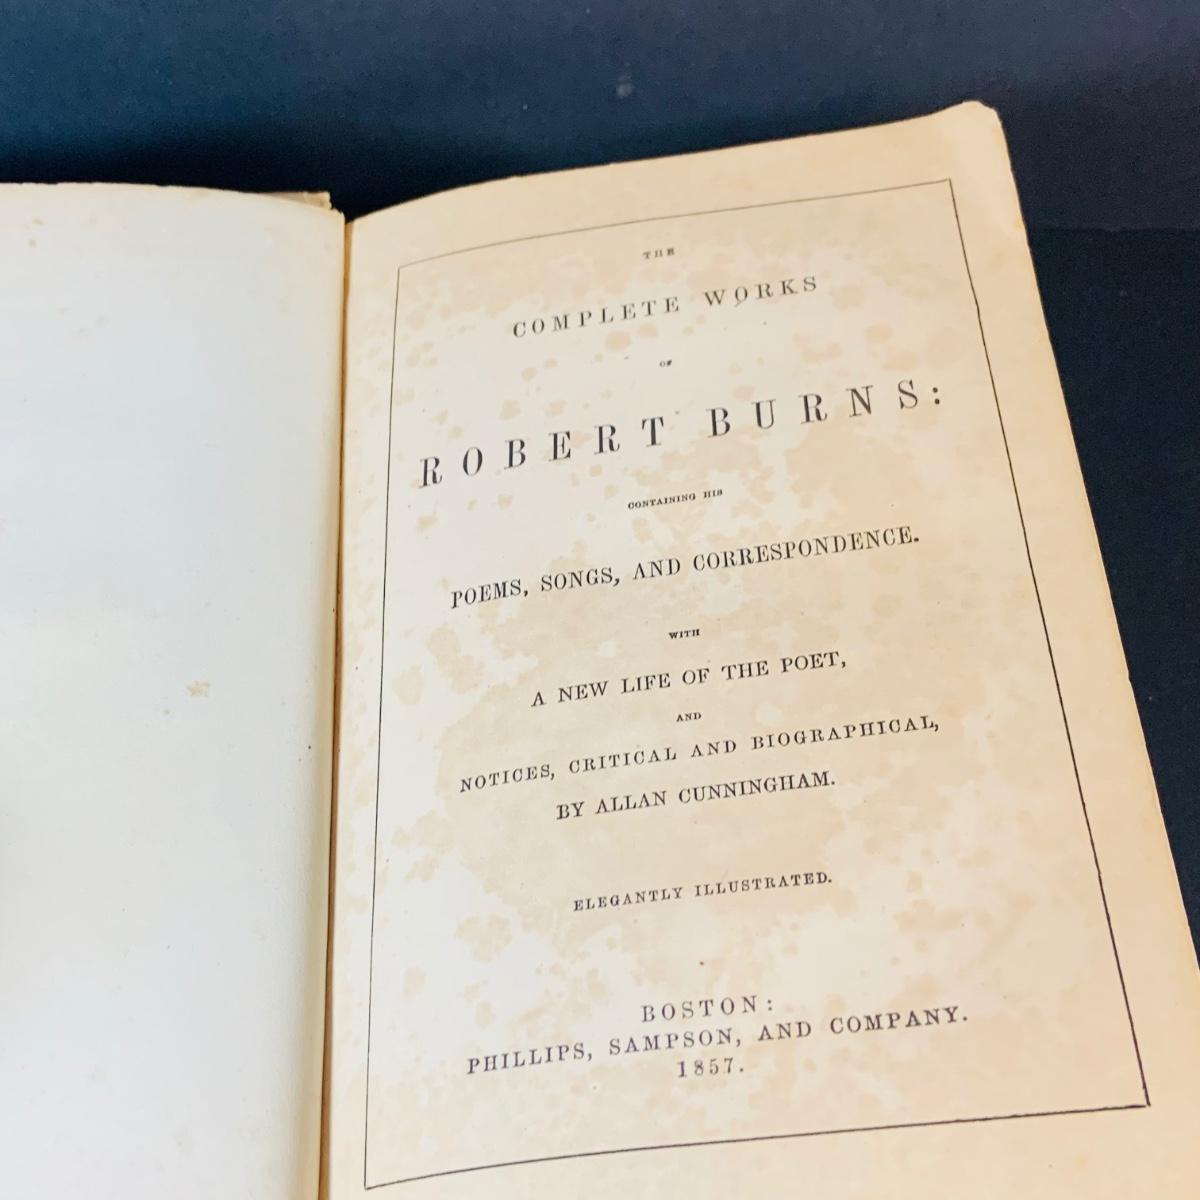 THE
COMPLETE WORKS
OF
ROBERT BURNS:
CONTAINING HIS
POEMS, SONGS, AND CORRESPONDENCE.
WITH
A NEW LIFE OF THE POET,
AND
NOTICES, CRITICAL AND BIOGRAPHICAL,
BY ALLAN CUNNINGHAM.
ELEGANTLY ILLUSTRATED.
BOSTON:
PHILLIPS, SAMPSON, AND COMPANY.
1857.